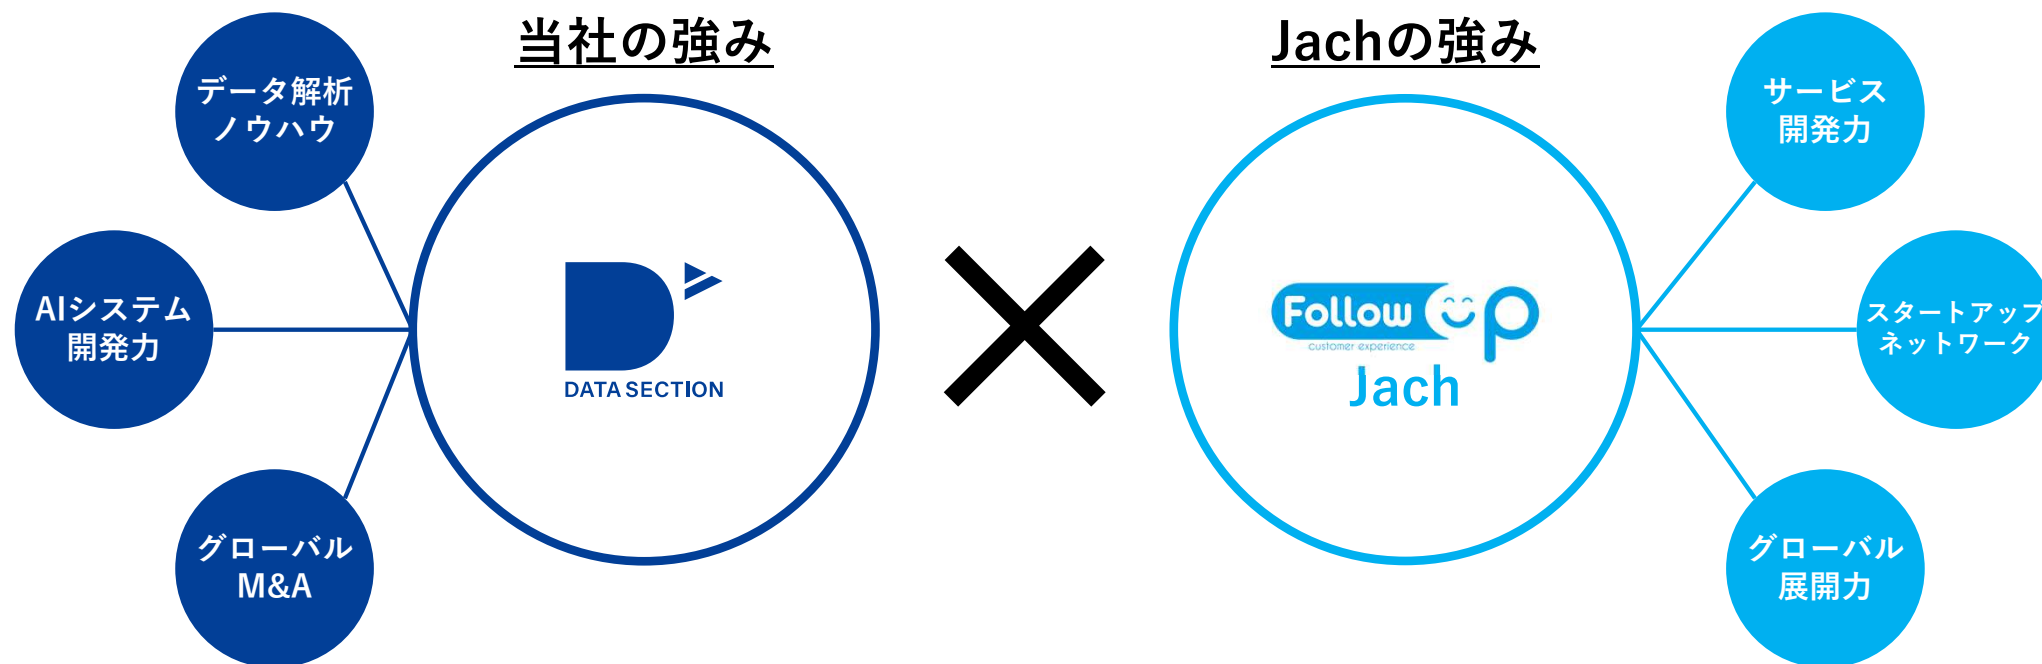 当社の強み
データ解析
ノウハウ
AIシステム
開発力
グローバル
M&A
DATA SECTION
Jachの強み
Follow Up
customer experience
Jach
サービス
開発力
スタートアップ
ネットワーク
グローバル
展開力